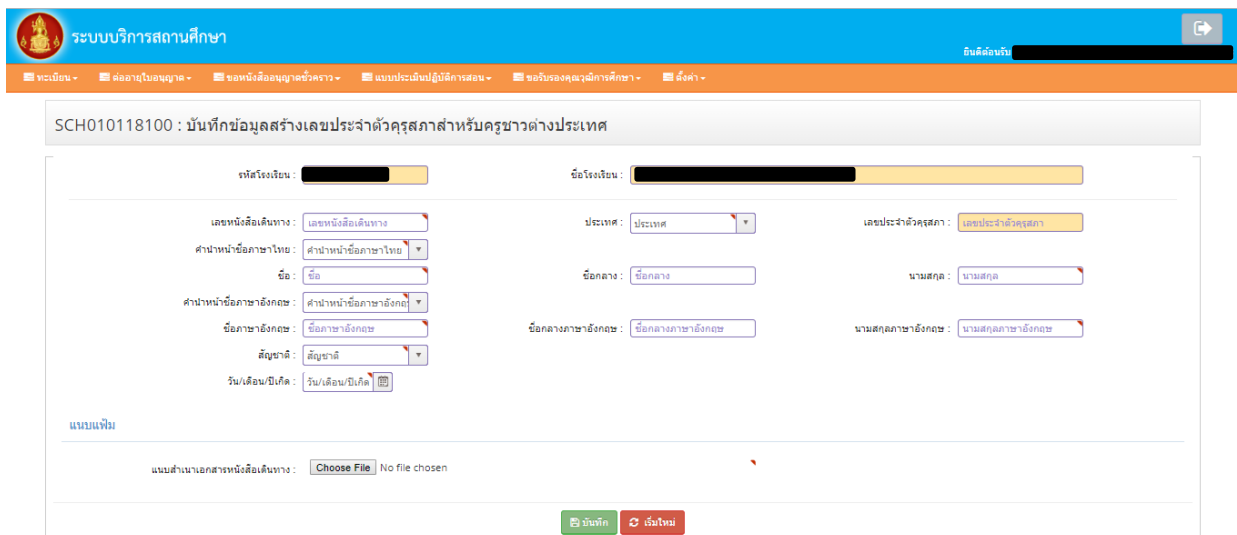 ระบบบริการสถานศึกษา
ยินดีต้อนรับ
ทะเบียน ต่ออายุใบอนุญาต ขอหนังสืออนุญาตชั่วคราว แบบประเมินปฏิบัติการสอน ขอรับรองคุณวุฒิการศึกษา ตั้งค่า
SCH010118100 : บันทึกข้อมูลสร้างเลขประจำตัวคุรุสภาสำหรับครูชาวต่างประเทศ
รหัสโรงเรียน : ชื่อโรงเรียน :
เลขหนังสือเดินทาง : เลขหนังสือเดินทาง ประเทศ : ประเทศ เลขประจำตัวคุรุสภา : เลขประจำตัวคุรุสภา
คำนำหน้าชื่อภาษาไทย : คำนำหน้าชื่อภาษาไทย
ชื่อ : ชื่อ ชื่อกลาง : ชื่อกลาง นามสกุล : นามสกุล
คำนำหน้าชื่อภาษาอังกฤษ : คำนำหน้าชื่อภาษาอังกฤ
ชื่อภาษาอังกฤษ : ชื่อภาษาอังกฤษ ชื่อกลางภาษาอังกฤษ : ชื่อกลางภาษาอังกฤษ นามสกุลภาษาอังกฤษ : นามสกุลภาษาอังกฤษ
สัญชาติ : สัญชาติ
วัน/เดือน/ปีเกิด : วัน/เดือน/ปีเกิด
แนบแฟ้ม
แนบสำเนาเอกสารหนังสือเดินทาง : Choose File No file chosen
บันทึก เริ่มใหม่